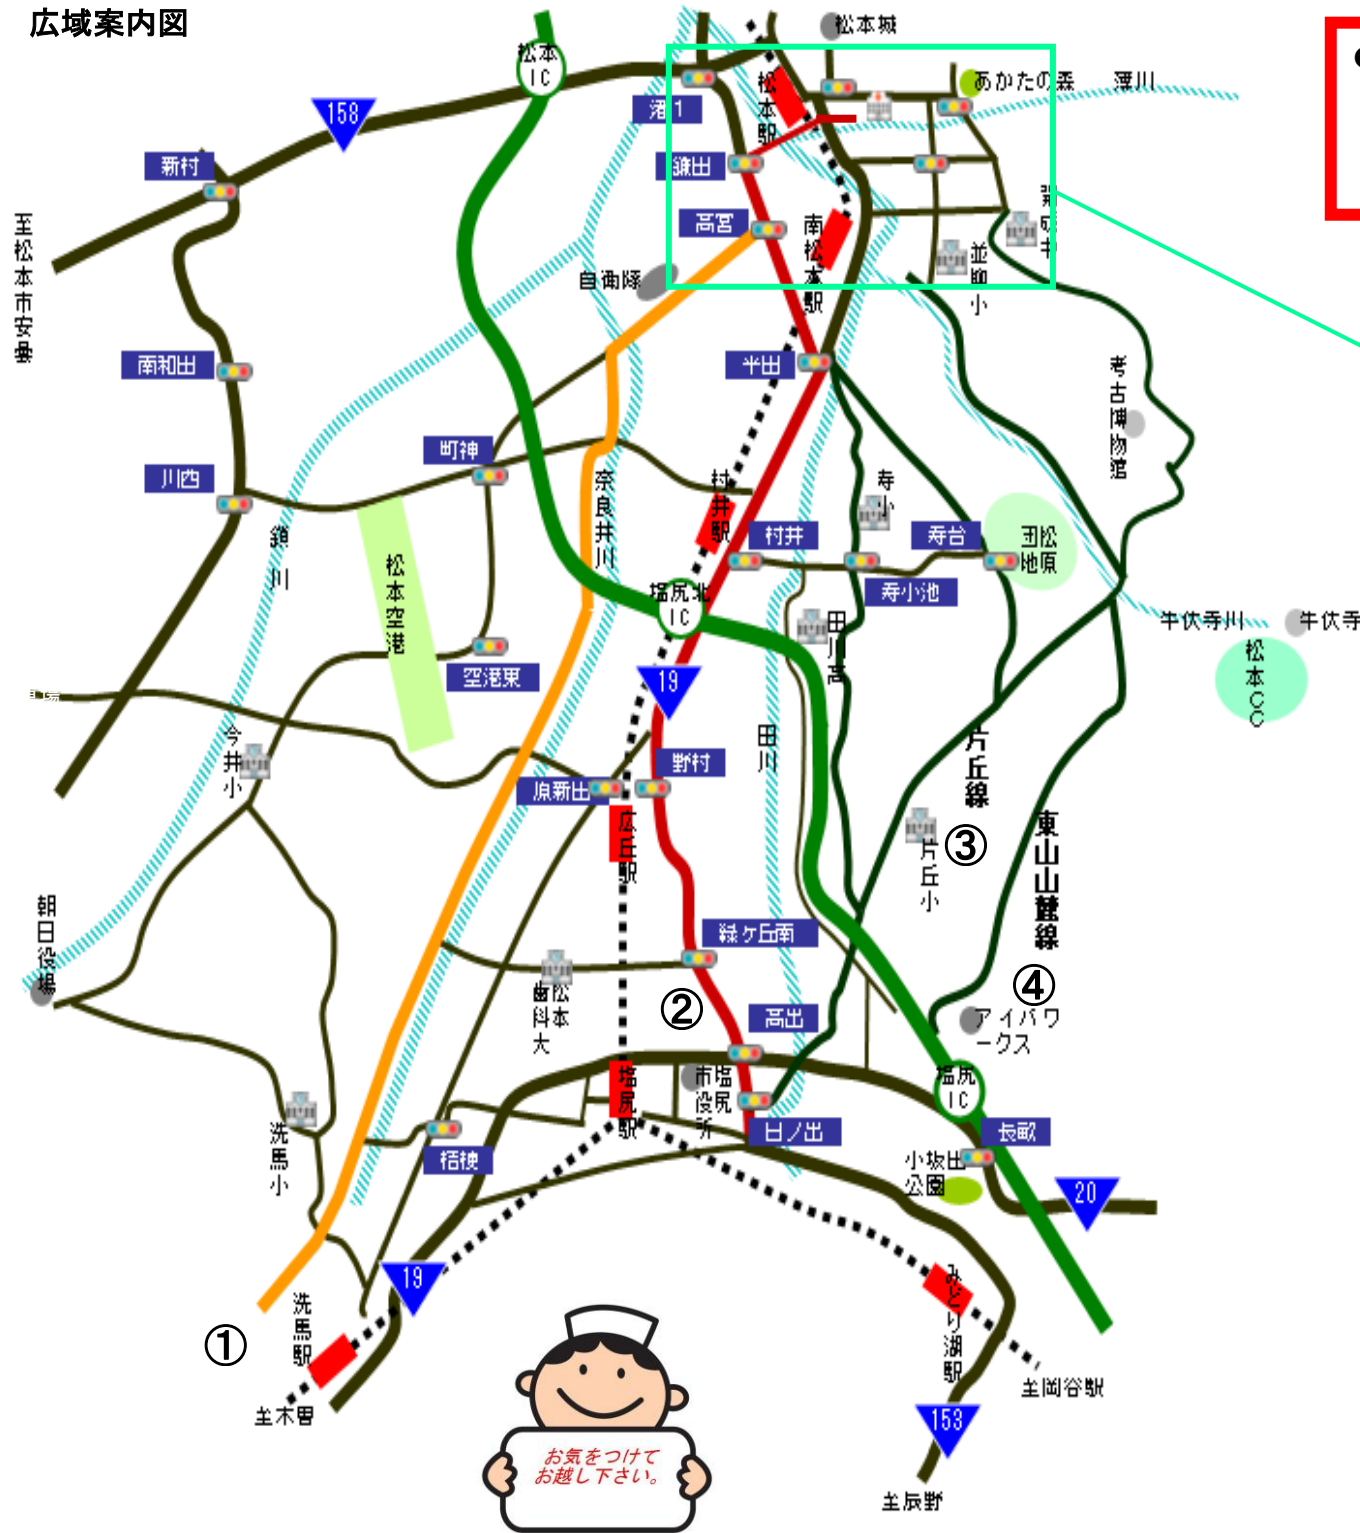 広域案内図
松本城
松本
IC
松本駅
あがたの森
薄川
158
渚1
新村
鎌田
開成中
至松本市安曇
高宮
南松本駅
並柳小
自衛隊
南和田
平田
考古博物館
町神
川西
奈良井川
村井駅
寿小
村井
寿台
松原
団地
鎖川
松本空港
寿小池
塩尻北
IC
田川高
牛伏寺川
牛伏寺
松本CC
空港東
19
今井小
田川
野村
片丘線
原新田
広丘駅
③
片丘小
東山山麓線
朝日役場
緑ケ丘南
松本
歯科大
②
④
高出
アイパワ
ークス
塩尻駅
塩尻
市役所
塩尻
IC
洗馬小
日ノ出
長畝
桔梗
小坂田
公園
20
19
洗馬駅
みどり湖駅
①
至岡谷駅
至木曽
153
お気をつけて
お越し下さい。
至辰野